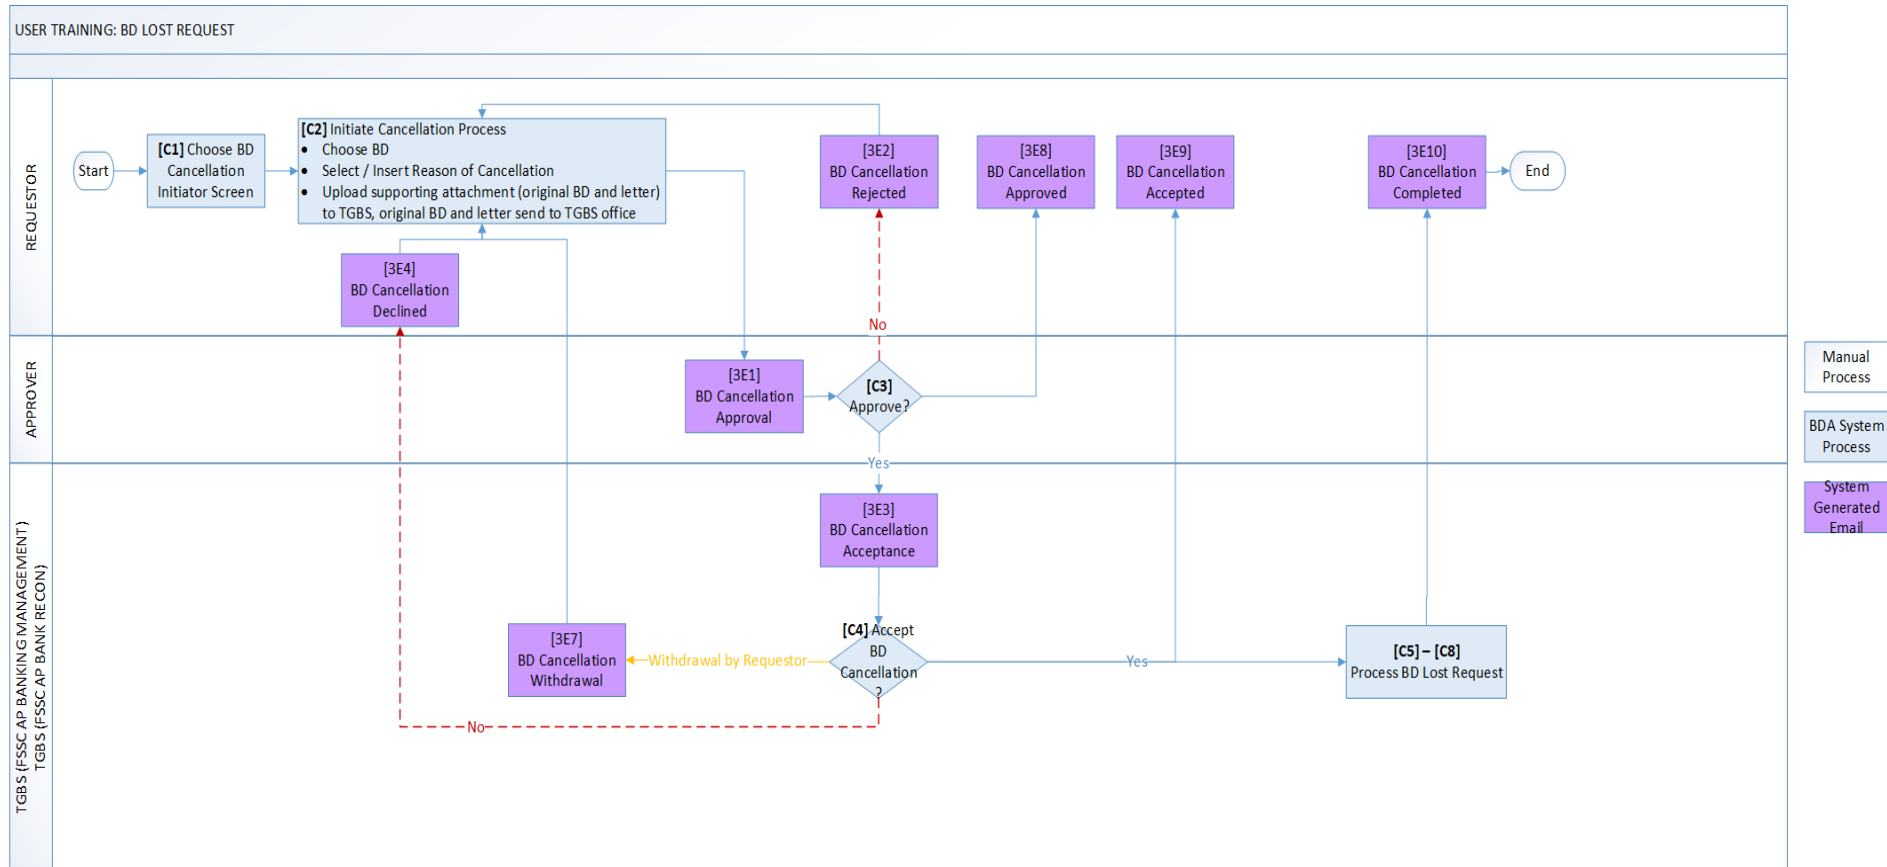 USER TRAINING: BD LOST REQUEST
REQUESTOR
Start
[C1] Choose BD
Cancellation
Initiator Screen
[C2] Initiate Cancellation Process
• Choose BD
• Select / Insert Reason of Cancellation
• Upload supporting attachment (original BD and letter)
to TGBS, original BD and letter send to TGBS office
[3E2]
BD Cancellation
Rejected
[3E8]
BD Cancellation
Approved
[3E9]
BD Cancellation
Accepted
[3E10]
BD Cancellation
Completed
End
[3E4]
BD Cancellation
Declined
No
APPROVER
[3E1]
BD Cancellation
Approval
[C3]
Approve?
Yes
TGBS (FSSC AP BANKING MANAGEMENT)
TGBS (FSSC AP BANK RECON)
[3E3]
BD Cancellation
Acceptance
[3E7]
BD Cancellation
Withdrawal
Withdrawal by Requestor
[C4] Accept
BD
Cancellation
?
Yes
[C5] – [C8]
Process BD Lost Request
No
Manual
Process
BDA System
Process
System
Generated
Email